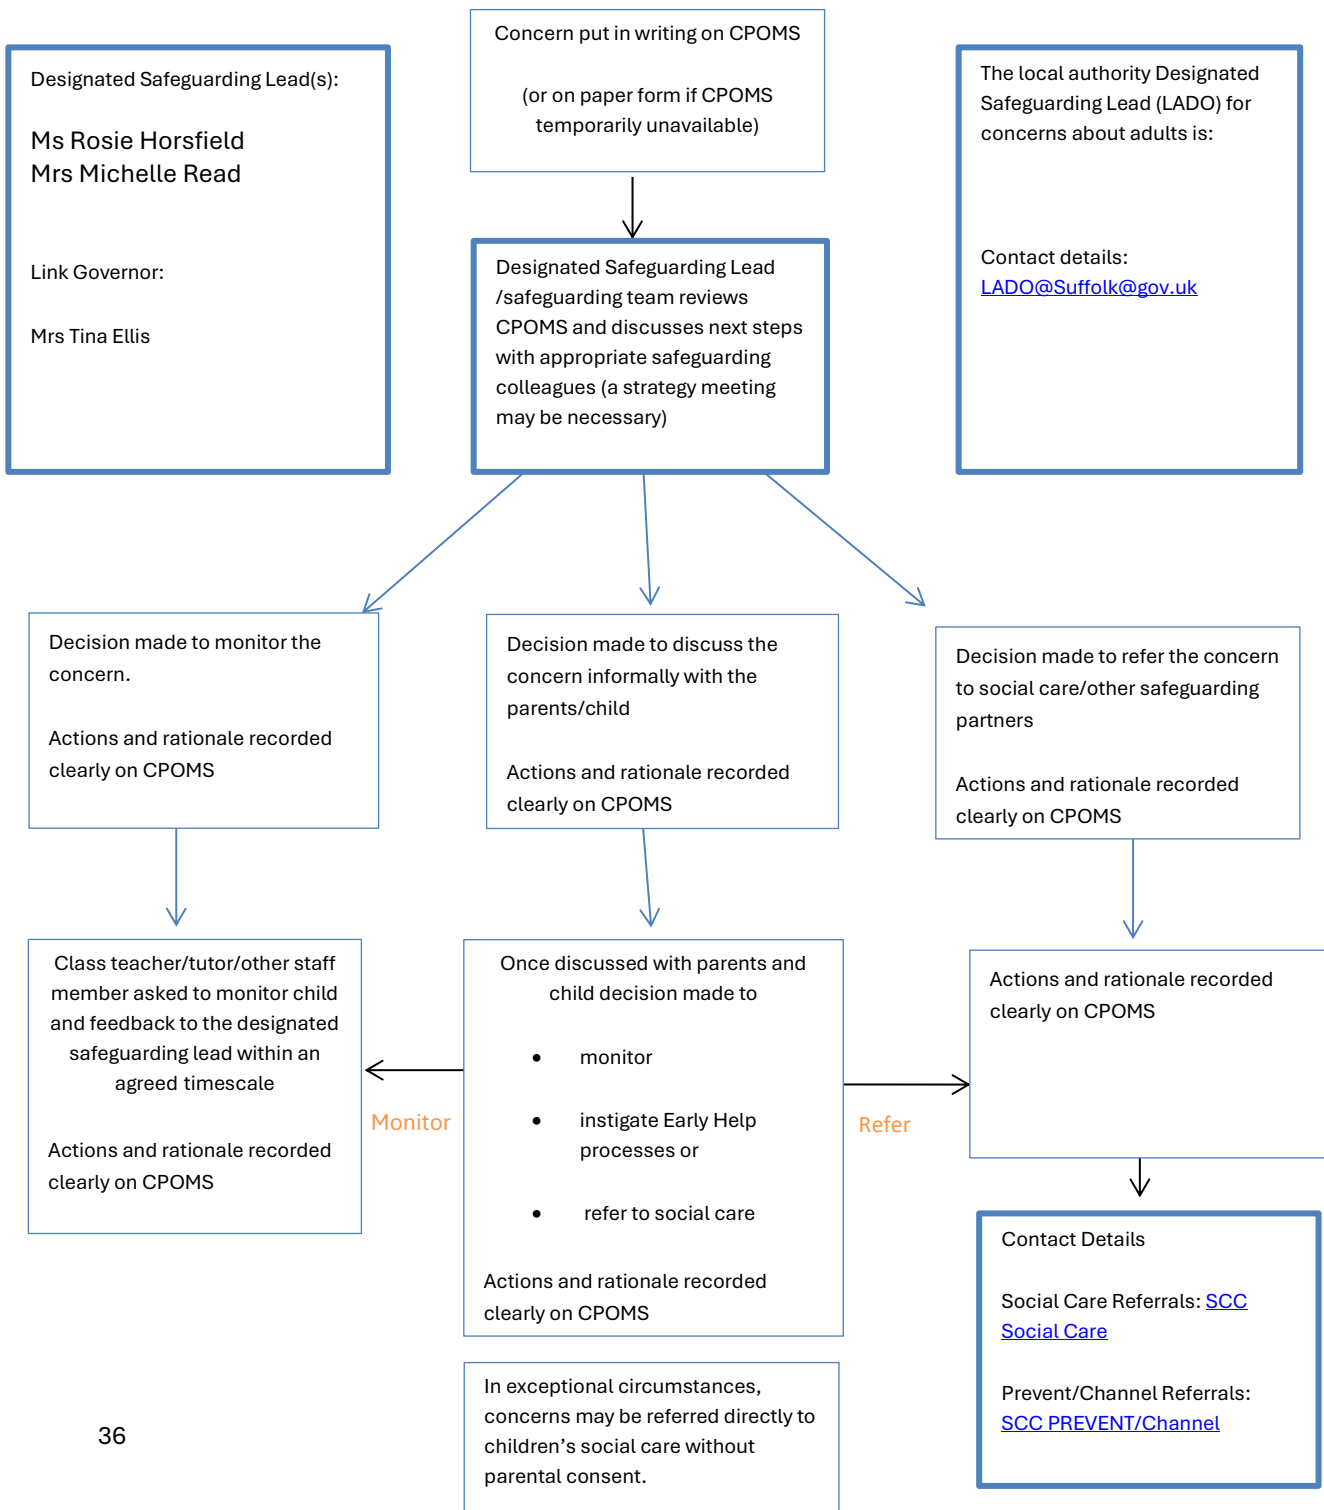 Concern put in writing on CPOMS
(or on paper form if CPOMS
temporarily unavailable)
Designated Safeguarding Lead(s):
Ms Rosie Horsfield
Mrs Michelle Read
Link Governor:
Mrs Tina Ellis
The local authority Designated
Safeguarding Lead (LADO) for
concerns about adults is:
Contact details:
LADO@Suffolk@gov.uk
Designated Safeguarding Lead
/safeguarding team reviews
CPOMS and discusses next steps
with appropriate safeguarding
colleagues (a strategy meeting
may be necessary)
Decision made to monitor the
concern.
Actions and rationale recorded
clearly on CPOMS
Decision made to discuss the
concern informally with the
parents/child
Actions and rationale recorded
clearly on CPOMS
Decision made to refer the concern
to social care/other safeguarding
partners
Actions and rationale recorded
clearly on CPOMS
Class teacher/tutor/other staff
member asked to monitor child
and feedback to the designated
safeguarding lead within an
agreed timescale
Actions and rationale recorded
clearly on CPOMS
Monitor
Once discussed with parents and
child decision made to
• monitor
• instigate Early Help
processes or
• refer to social care
Actions and rationale recorded
clearly on CPOMS
Refer
Actions and rationale recorded
clearly on CPOMS
Contact Details
Social Care Referrals: SCC
Social Care
Prevent/Channel Referrals:
SCC PREVENT/Channel
In exceptional circumstances,
concerns may be referred directly to
children’s social care without
parental consent.
36